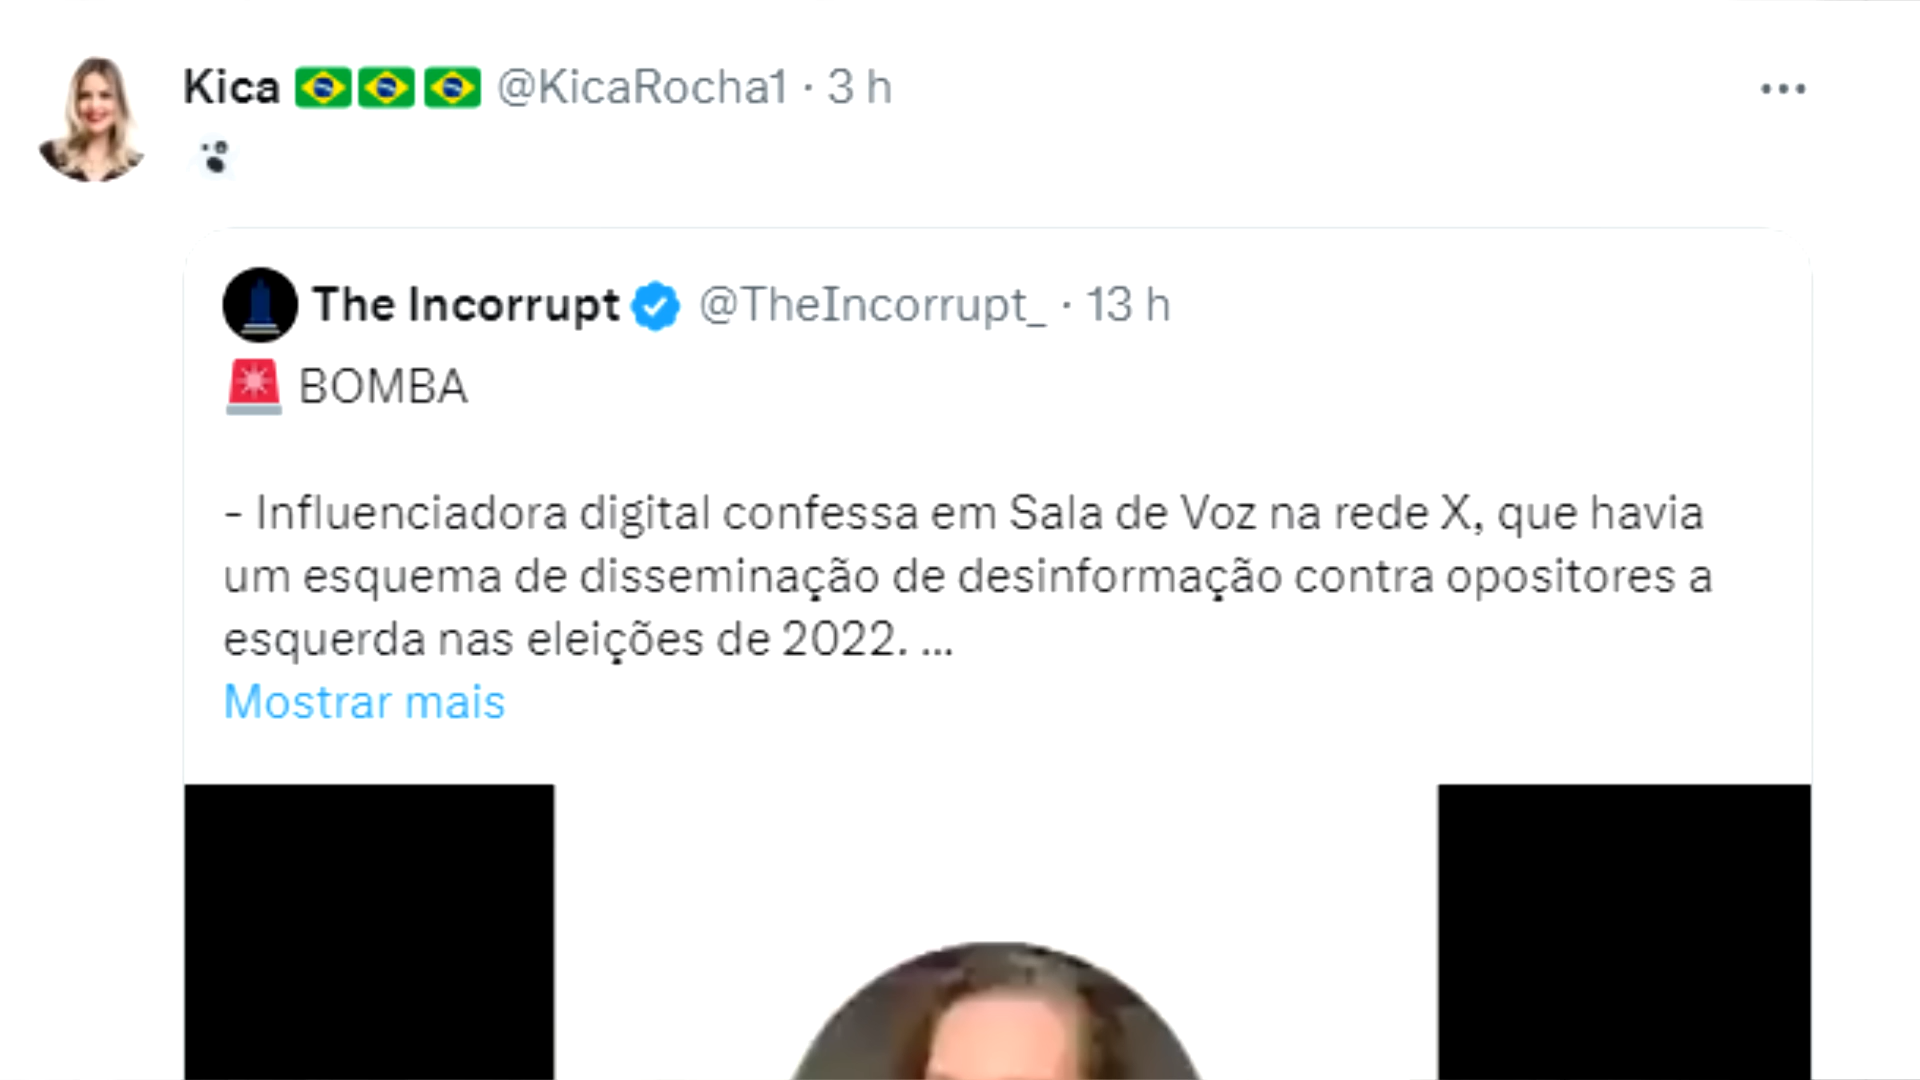 Kica 🇧🇷🇧🇷🇧🇷 @KicaRocha1 · 3 h
The Incorrupt @TheIncorrupt_ · 13 h
🚨 BOMBA
- Influenciadora digital confessa em Sala de Voz na rede X, que havia
um esquema de disseminação de desinformação contra opositores a
esquerda nas eleições de 2022. ...
Mostrar mais